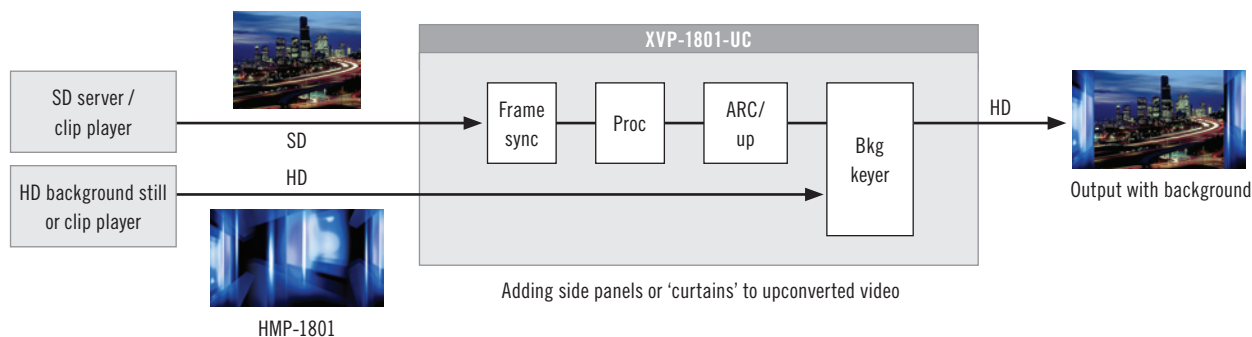 XVP-1801-UC
SD server /
clip player
SD
Frame
sync
Proc
ARC/
up
Bkg
keyer
HD
HD background still
or clip player
HD
HMP-1801
Output with background
Adding side panels or ‘curtains’ to upconverted video